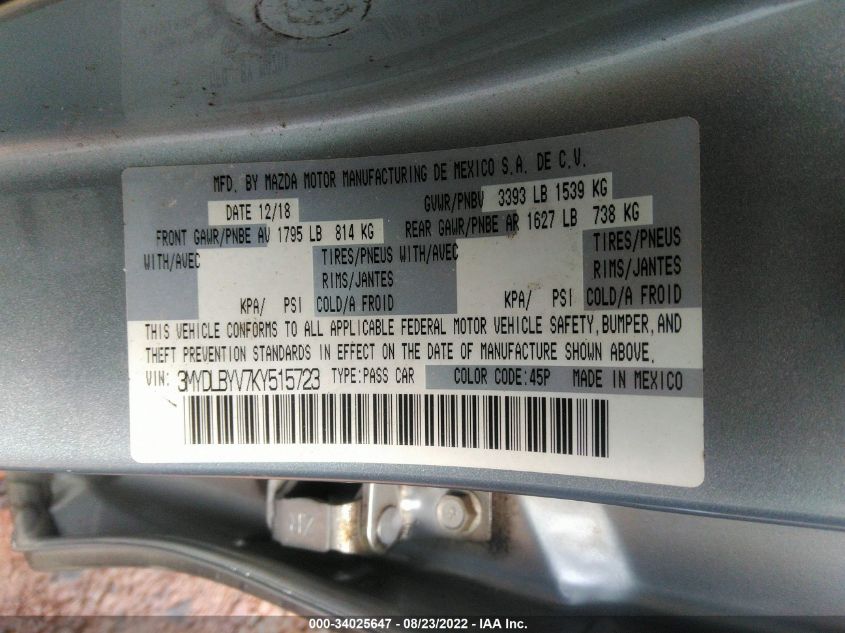 MFD. BY MAZDA MOTOR MANUFACTURING DE MEXICO S.A. DE C.V.
DATE 12/18 GVWR/PNBV 3393 LB 1539 KG
FRONT GAWR/PNBE AV 1795 LB 814 KG REAR GAWR/PNBE AR 1627 LB 738 KG
WITH/AVEC TIRES/PNEUS WITH/AVEC TIRES/PNEUS
RIMS/JANTES RIMS/JANTES
KPA/ PSI COLD/A FROID KPA/ PSI COLD/A FROID
THIS VEHICLE CONFORMS TO ALL APPLICABLE FEDERAL MOTOR VEHICLE SAFETY, BUMPER, AND
THEFT PREVENTION STANDARDS IN EFFECT ON THE DATE OF MANUFACTURE SHOWN ABOVE.
VIN: 3MYDLBYV7KY515723 TYPE:PASS CAR COLOR CODE:45P MADE IN MEXICO
000-34025647 - 08/23/2022 - IAA Inc.